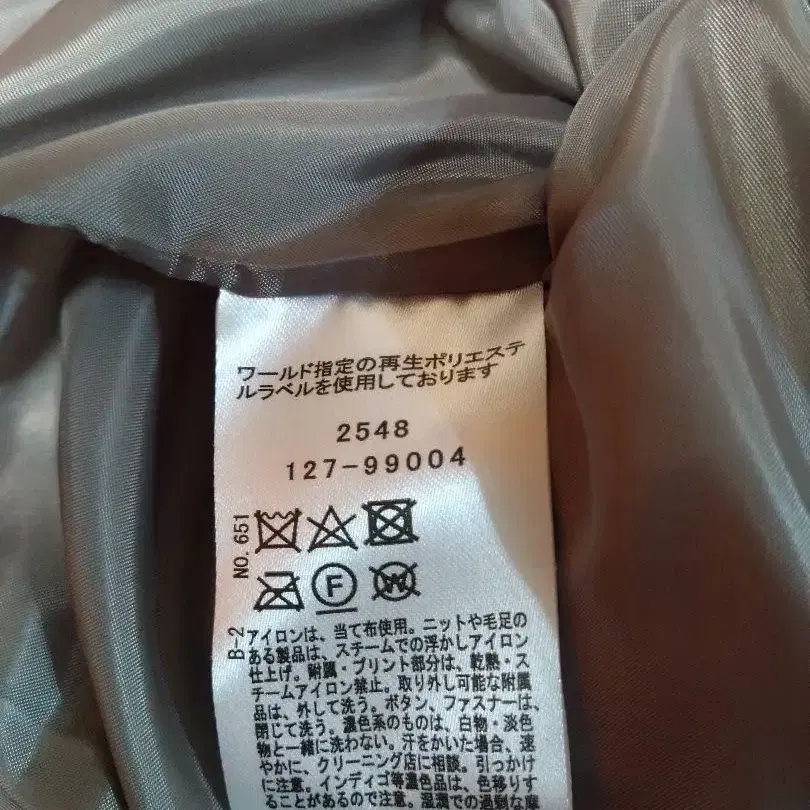 ワールド指定の再生ポリエステ
ルラベルを使用しております
2548
127-99004
NO. 651
F
W
B-2
アイロンは、当て布使用。ニットや毛足の
ある製品は、スチームでの浮かしアイロン
仕上げ。附属・プリント部分は、乾熱・ス
チームアイロン禁止。取り外し可能な附属
品は、外して洗う。ボタン、ファスナーは、
閉じて洗う。濃色系のものは、白物・淡色
物と一緒に洗わない。汗をかいた場合、速
やかに、クリーニング店に相談。引っかけ
に注意。インディゴ等濃色品は、色移りす
ることがあるので注意。湿潤での過剰な摩